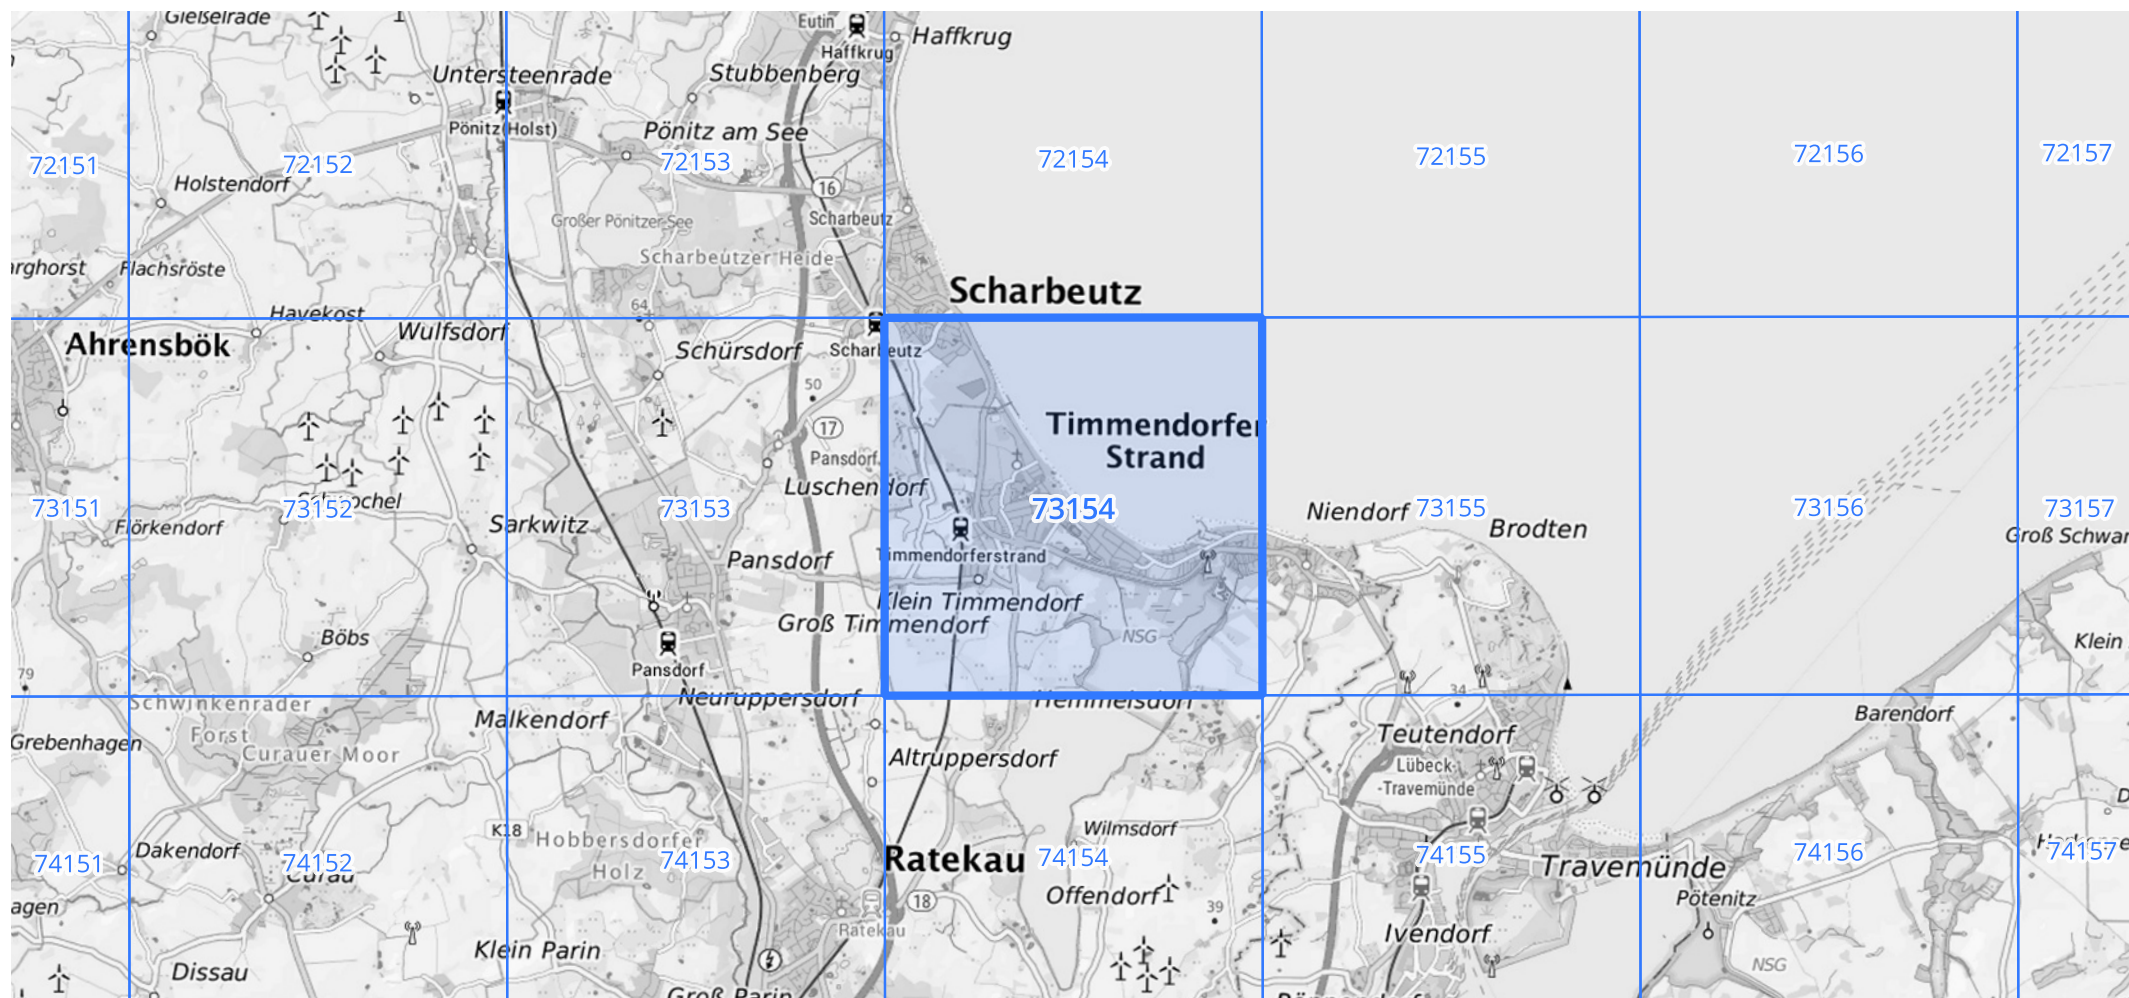 Gießelrade
Eutin
Haffkrug
Haffkrug
Untersteenrade
Stubbenberg
Pönitz(Holst)
Pönitz am See
72151
72152
72153
72154
72155
72156
72157
Holstendorf
16
Scharbeutz
Großer Pönitzer See
Scharbeutzer Heide
arghorst
Flachsröste
Scharbeutz
64
Havekost
Ahrensbök
Wulfsdorf
Schürsdorf
Scharbeutz
50
Timmendorfer
Strand
17
Pansdorf
Luschendorf
73151
73152
73153
73154
73155
73156
73157
Flörkendorf
Sarkwitz
Niendorf
Brodten
Groß Schwar
Pansdorf
Timmendorferstrand
Klein Timmendorf
Groß Timmendorf
NSG
Böbs
Klein
79
Pansdorf
34
Neuruppersdorf
Hemmelsdorf
Schwinkenrader
Forst
Malkendorf
Barendorf
Grebenhagen
Curauer Moor
Teutendorf
Altruppersdorf
Lübeck
-Travemünde
K18
Hobbersdorfer
Holz
Wilmsdorf
Dakendorf
Ratekau
74151
74152
74153
74154
74155
74156
74157
Curau
Travemünde
Offendorf
Pötenitz
agen
18
39
Ratekau
Klein Parin
Ivendorf
Dissau
NSG
Groß Parin